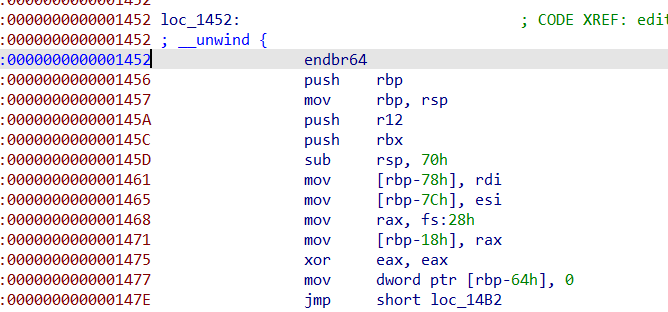 :0000000000001452
:0000000000001452 loc_1452: ; CODE XREF: edit
:0000000000001452 ; __unwind {
:0000000000001452 endbr64
:0000000000001456 push rbp
:0000000000001457 mov rbp, rsp
:000000000000145A push r12
:000000000000145C push rbx
:000000000000145D sub rsp, 70h
:0000000000001461 mov [rbp-78h], rdi
:0000000000001465 mov [rbp-7Ch], esi
:0000000000001468 mov rax, fs:28h
:0000000000001471 mov [rbp-18h], rax
:0000000000001475 xor eax, eax
:0000000000001477 mov dword ptr [rbp-64h], 0
:000000000000147E jmp short loc_14B2